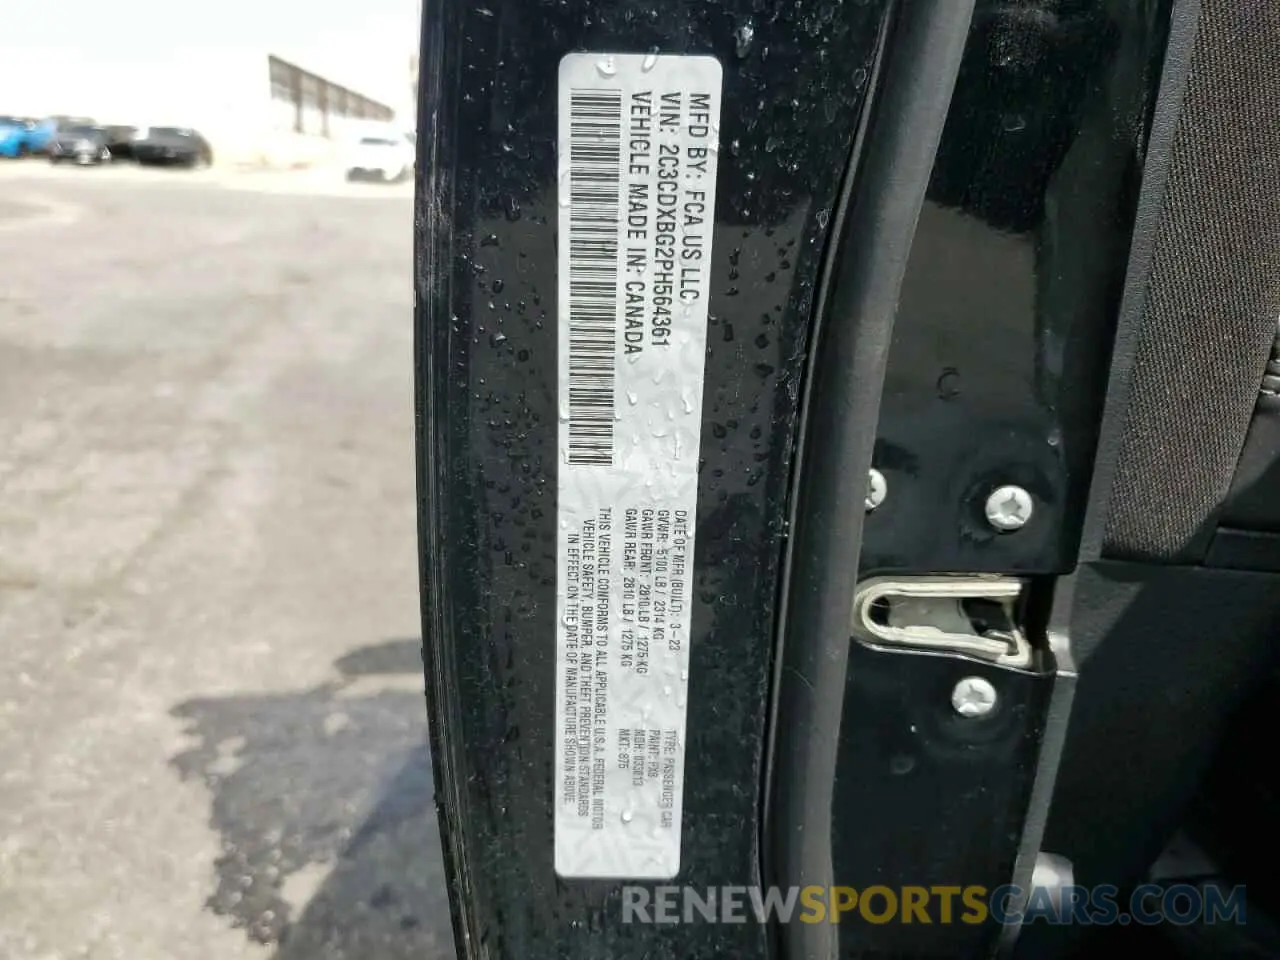 MFD BY: FCA US LLC
VIN: 2C3CDXBG2PH564361
VEHICLE MADE IN: CANADA
DATE OF MFR (BUILT): 3-23
GVWR: 5100 LB / 2314 KG
GAWR FRONT: 2810 LB / 1275 KG
GAWR REAR: 2810 LB / 1275 KG
THIS VEHICLE CONFORMS TO ALL APPLICABLE U.S.A. FEDERAL MOTOR
VEHICLE SAFETY, BUMPER, AND THEFT PREVENTION STANDARDS
IN EFFECT ON THE DATE OF MANUFACTURE SHOWN ABOVE.
TYPE: PASSENGER CAR
PAINT: PX8
MDH: 033013
MKT: 875
RENEWSPORTSCARS.COM